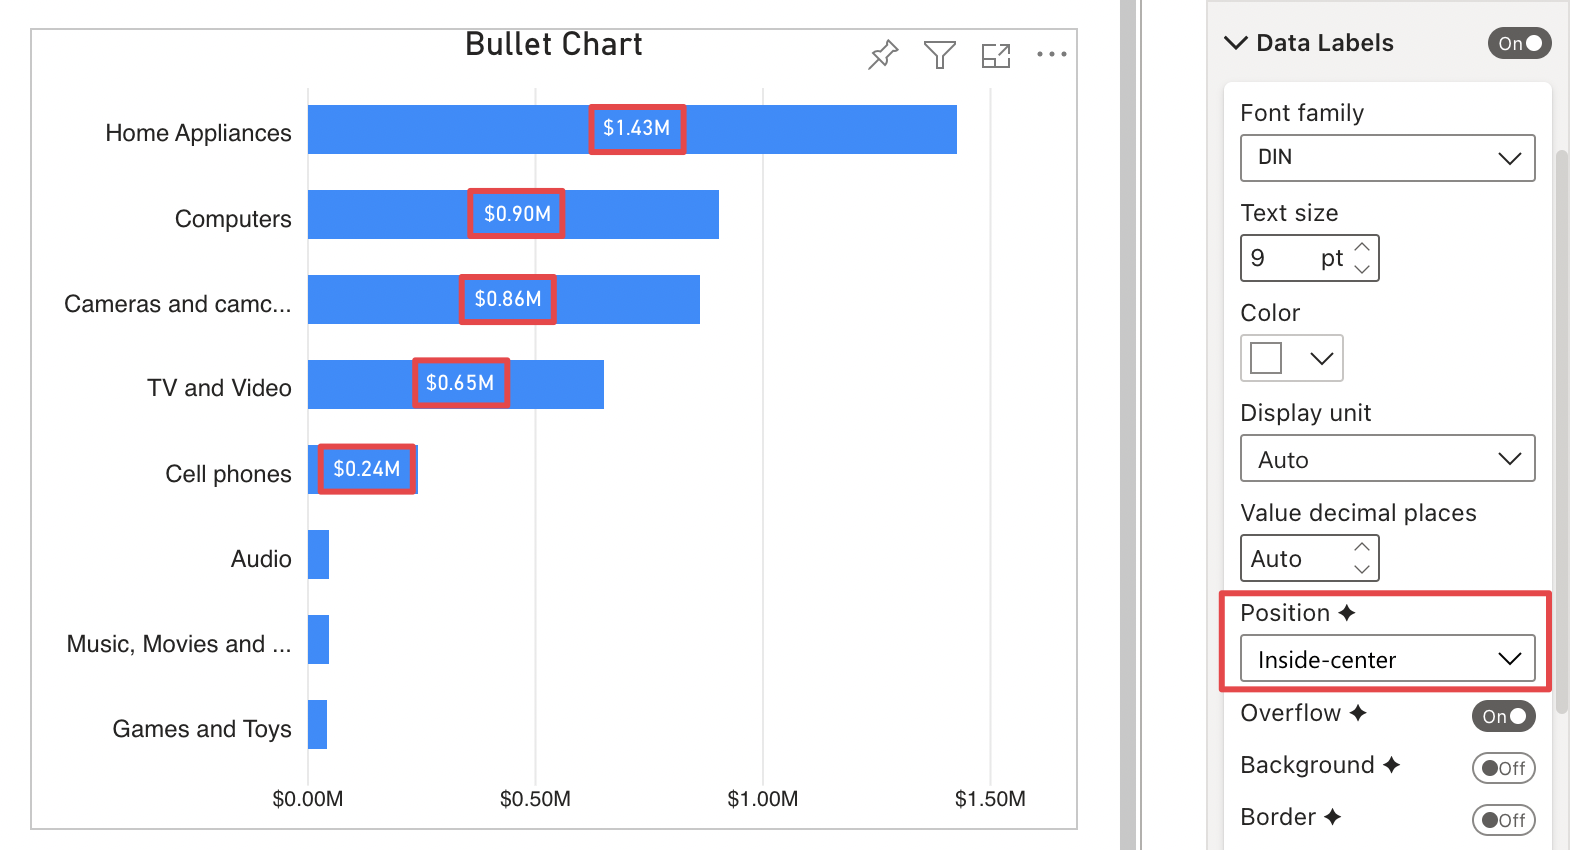 Bullet Chart
Home Appliances
$1.43M
Computers
$0.90M
Cameras and camc...
$0.86M
TV and Video
$0.65M
Cell phones
$0.24M
Audio
Music, Movies and ...
Games and Toys
$0.00M
$0.50M
$1.00M
$1.50M
Data Labels
On
Font family
DIN
Text size
9 pt
Color
Display unit
Auto
Value decimal places
Auto
Position
Inside-center
Overflow
On
Background
Off
Border
Off